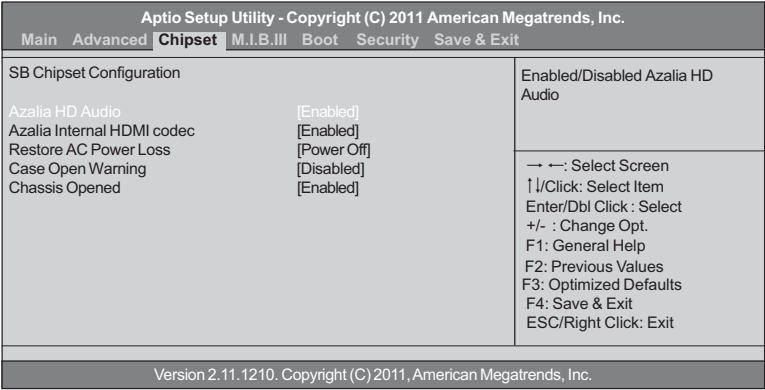 Aptio Setup Utility - Copyright (C) 2011 American Megatrends, Inc.
Main Advanced Chipset M.I.B.III Boot Security Save & Exit
SB Chipset Configuration
Azalia HD Audio [Enabled]
Azalia Internal HDMI codec [Enabled]
Restore AC Power Loss [Power Off]
Case Open Warning [Disabled]
Chassis Opened [Enabled]
Enabled/Disabled Azalia HD
Audio
→ ←: Select Screen
↑↓/Click: Select Item
Enter/Dbl Click : Select
+/- : Change Opt.
F1: General Help
F2: Previous Values
F3: Optimized Defaults
F4: Save & Exit
ESC/Right Click: Exit
Version 2.11.1210. Copyright (C) 2011, American Megatrends, Inc.